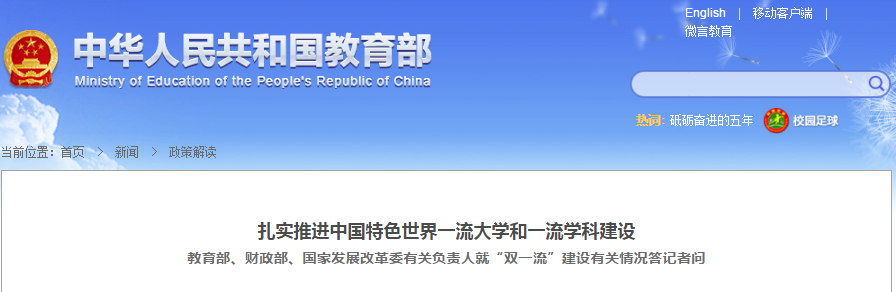 English | 移动客户端 |
微言教育
中华人民共和国教育部
Ministry of Education of the People's Republic of China
热词: 砥砺奋进的五年 校园足球
当前位置：首页 > 新闻 > 政策解读
扎实推进中国特色世界一流大学和一流学科建设
教育部、财政部、国家发展改革委有关负责人就“双一流”建设有关情况答记者问